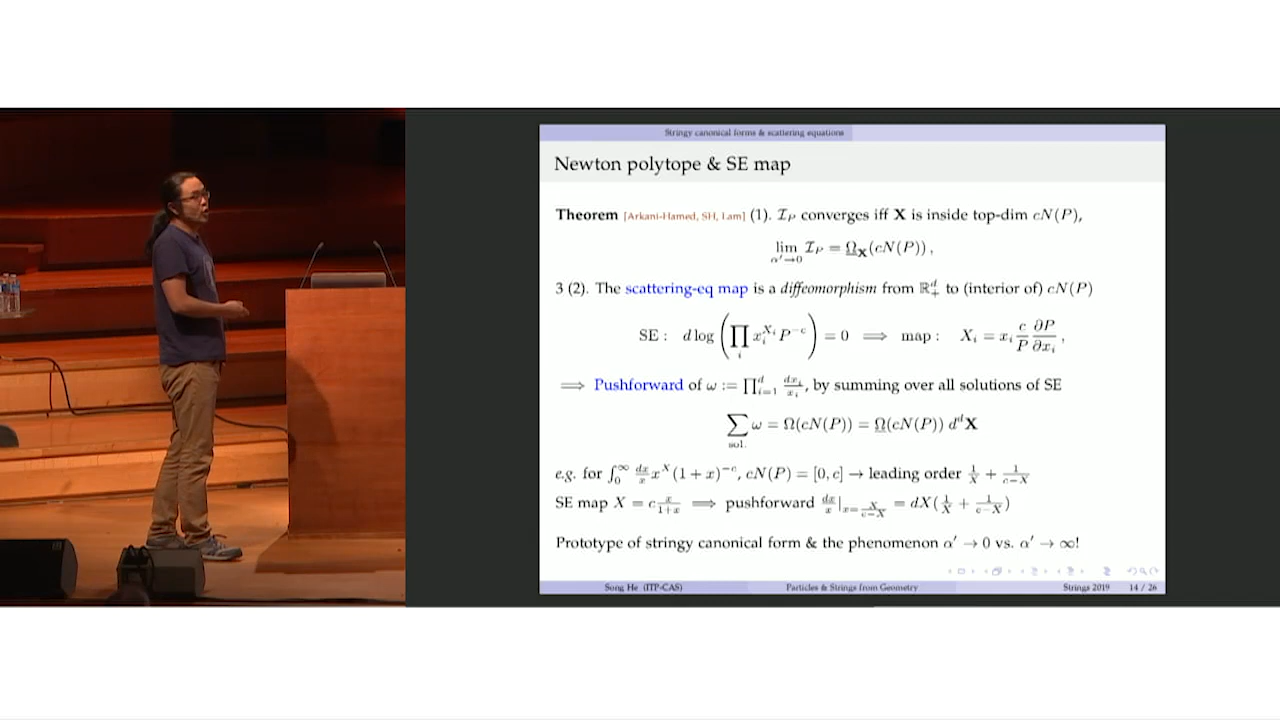 Stringy canonical forms & scattering equations
Newton polytope & SE map
Theorem [Arkani-Hamed, SH, Lam] (1). 𝓘_P converges iff X is inside top-dim cN(P),
lim_{α'→0} 𝓘_P = Ω_X(cN(P)),
3 (2). The scattering-eq map is a diffeomorphism from ℝ^d_+ to (interior of) cN(P)
SE : d log (∏_i x_i^{X_i} P^{-c}) = 0 ⟹ map : X_i = x_i c/P ∂P/∂x_i ,
⟹ Pushforward of ω := ∏_{i=1}^d dx_i/x_i, by summing over all solutions of SE
∑_{sol.} ω = Ω(cN(P)) = Ω(cN(P)) d^d X
e.g. for ∫_0^∞ dx/x x^X (1 + x)^{-c}, cN(P) = [0, c] → leading order 1/X + 1/(c−X)
SE map X = c x/(1+x) ⟹ pushforward dx/x|_{x=X/(c−X)} = dX(1/X + 1/(c−X))
Prototype of stringy canonical form & the phenomenon α' → 0 vs. α' → ∞!
Song He (ITP-CAS) Particles & Strings from Geometry Strings 2019 14 / 26